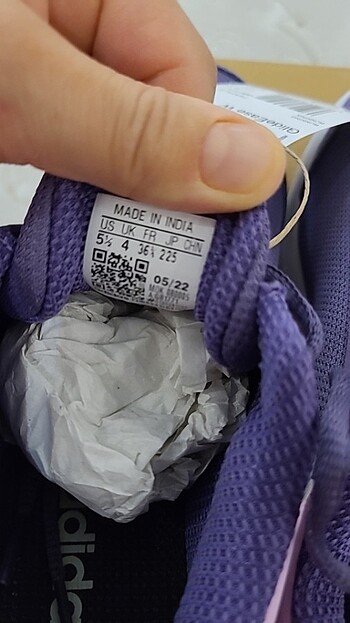 GlideEase W
MADE IN INDIA
US UK FR JP CHN
5½ 4 36⅔ 225
05/22
adidas